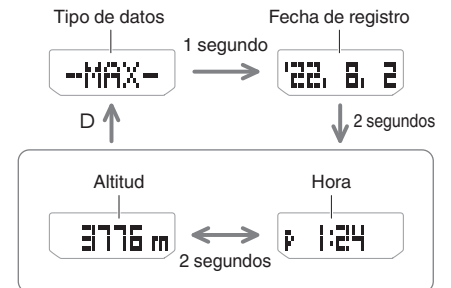 Tipo de datos
Fecha de registro
1 segundo
--MAX-
'22, 8, 2
D
2 segundos
Altitud
Hora
3776 m
P 1:24
2 segundos